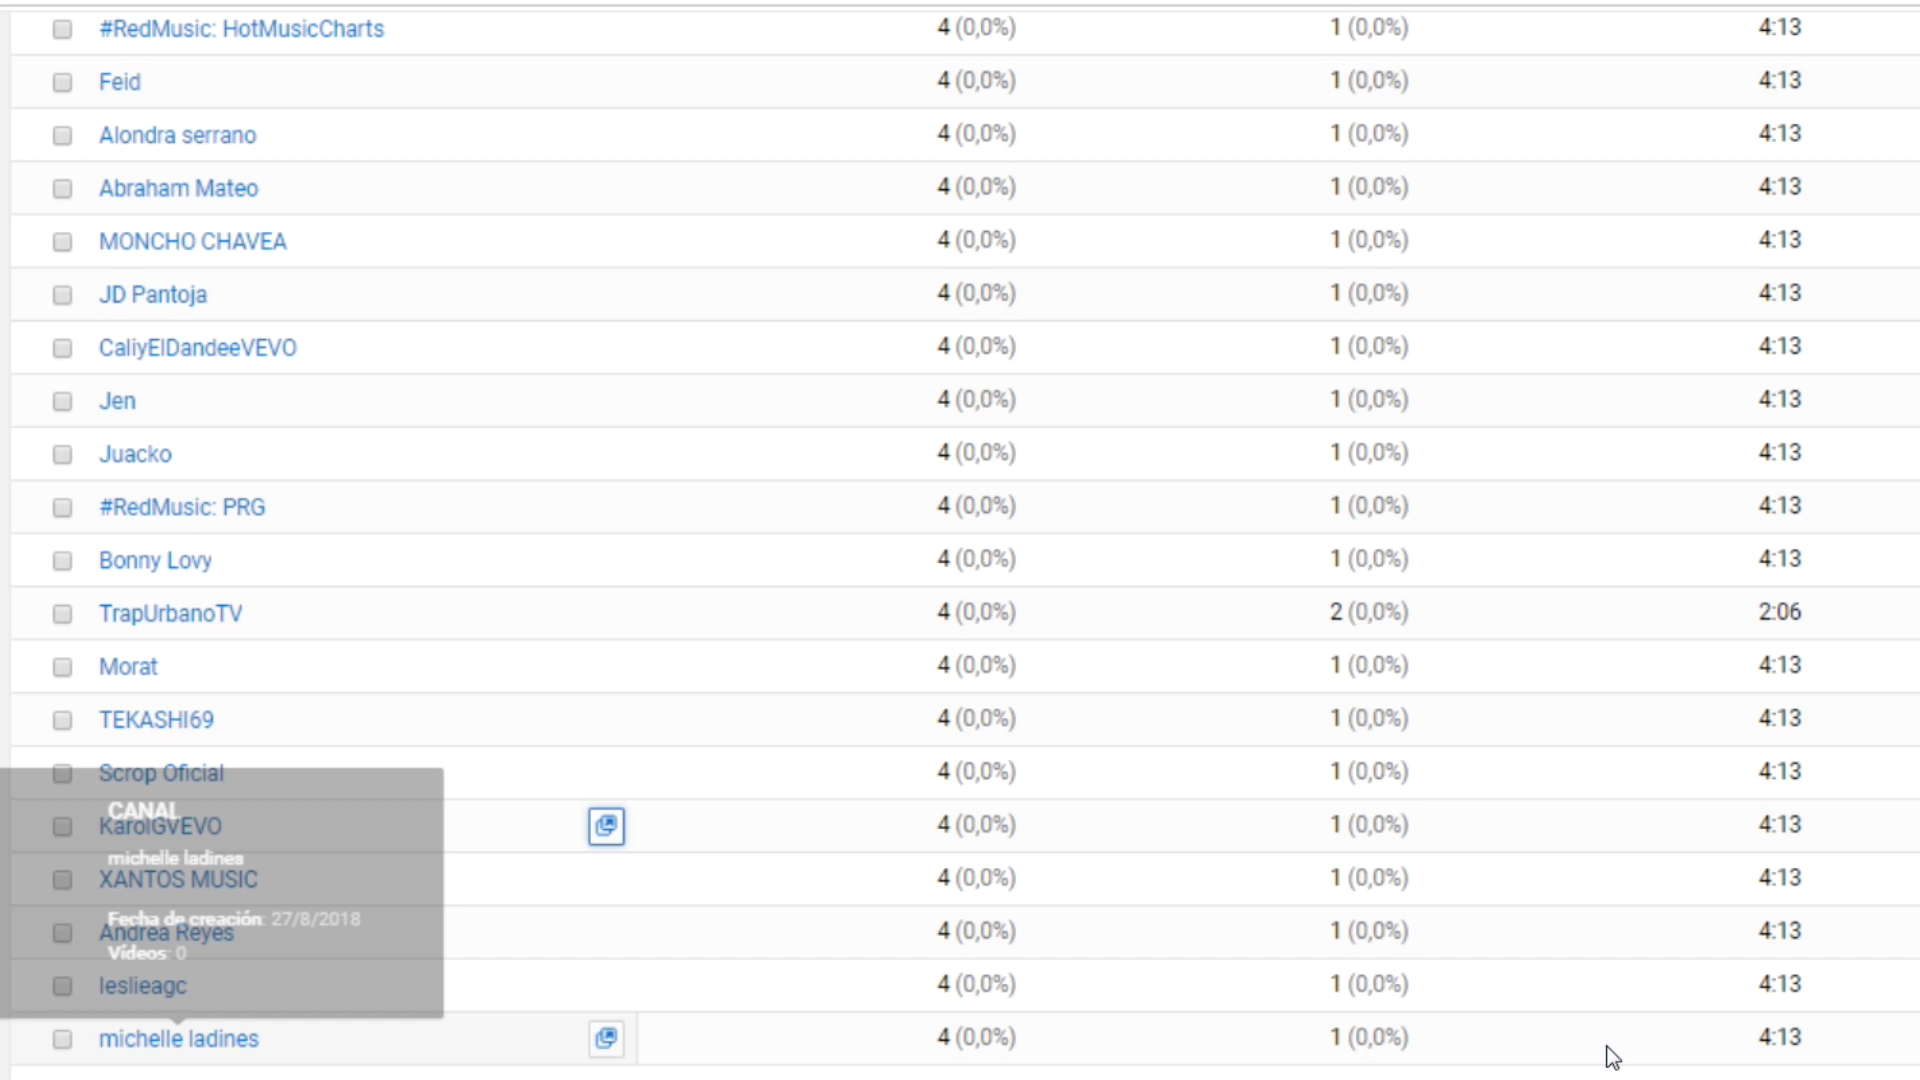 #RedMusic: HotMusicCharts 4 (0,0%) 1 (0,0%) 4:13
Feid 4 (0,0%) 1 (0,0%) 4:13
Alondra serrano 4 (0,0%) 1 (0,0%) 4:13
Abraham Mateo 4 (0,0%) 1 (0,0%) 4:13
MONCHO CHAVEA 4 (0,0%) 1 (0,0%) 4:13
JD Pantoja 4 (0,0%) 1 (0,0%) 4:13
CaliyElDandeeVEVO 4 (0,0%) 1 (0,0%) 4:13
Jen 4 (0,0%) 1 (0,0%) 4:13
Juacko 4 (0,0%) 1 (0,0%) 4:13
#RedMusic: PRG 4 (0,0%) 1 (0,0%) 4:13
Bonny Lovy 4 (0,0%) 1 (0,0%) 4:13
TrapUrbanoTV 4 (0,0%) 2 (0,0%) 2:06
Morat 4 (0,0%) 1 (0,0%) 4:13
TEKASHI69 4 (0,0%) 1 (0,0%) 4:13
Scrop Oficial 4 (0,0%) 1 (0,0%) 4:13
CANAL
KarolGVEVO 4 (0,0%) 1 (0,0%) 4:13
michelle ladines
XANTOS MUSIC 4 (0,0%) 1 (0,0%) 4:13
Fecha de creación: 27/8/2018
Andrea Reyes 4 (0,0%) 1 (0,0%) 4:13
Vídeos: 0
leslieagc 4 (0,0%) 1 (0,0%) 4:13
michelle ladines 4 (0,0%) 1 (0,0%) 4:13